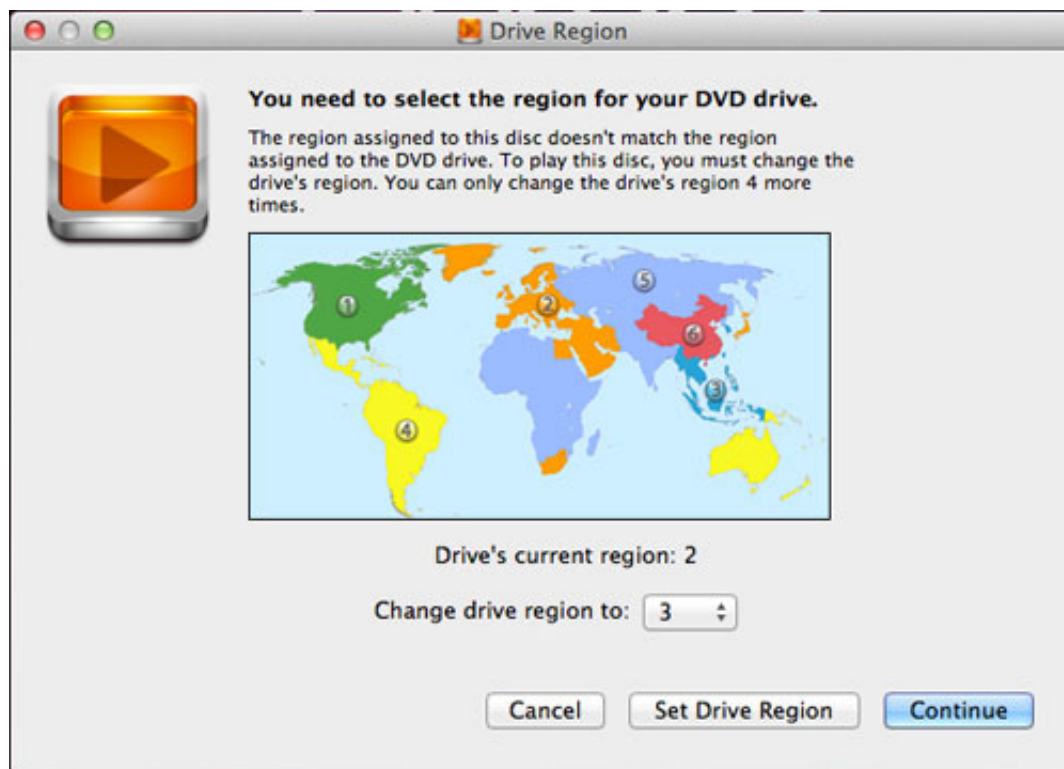 Drive Region
You need to select the region for your DVD drive.
The region assigned to this disc doesn't match the region
assigned to the DVD drive. To play this disc, you must change the
drive's region. You can only change the drive's region 4 more
times.
1
2
5
6
3
4
Drive's current region: 2
Change drive region to: 3
Cancel Set Drive Region Continue